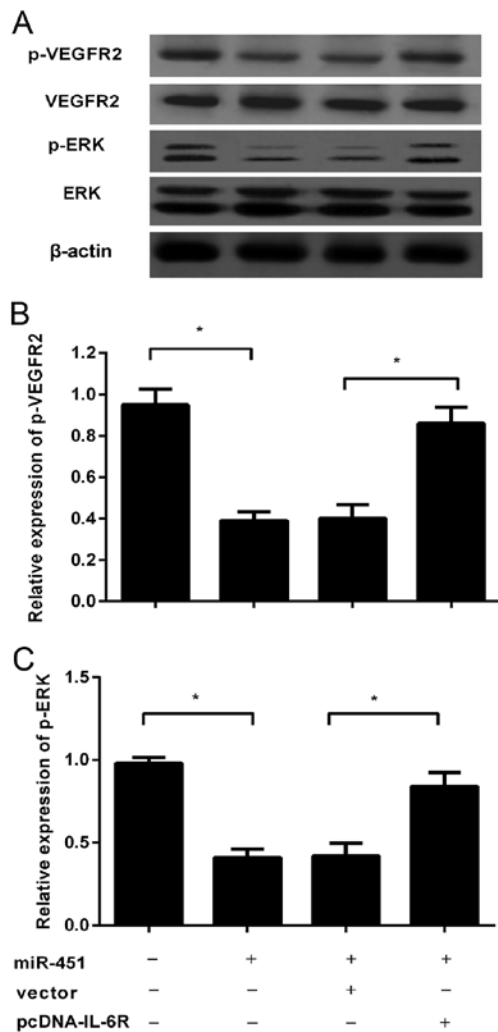 A
p-VEGFR2
VEGFR2
p-ERK
ERK
β-actin
B
Relative expression of p-VEGFR2
1.2
1.0
0.8
0.6
0.4
0.2
0.0
*
*
C
Relative expression of p-ERK
1.5
1.0
0.5
0.0
*
*
miR-451 – + + +
vector – – + –
pcDNA-IL-6R – – – +